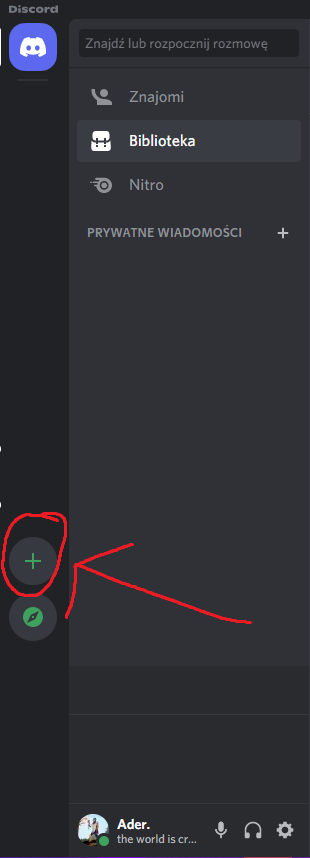 Discord
Znajdź lub rozpocznij rozmowę
Znajomi
Biblioteka
Nitro
PRYWATNE WIADOMOŚCI
Ader.
the world is cr...